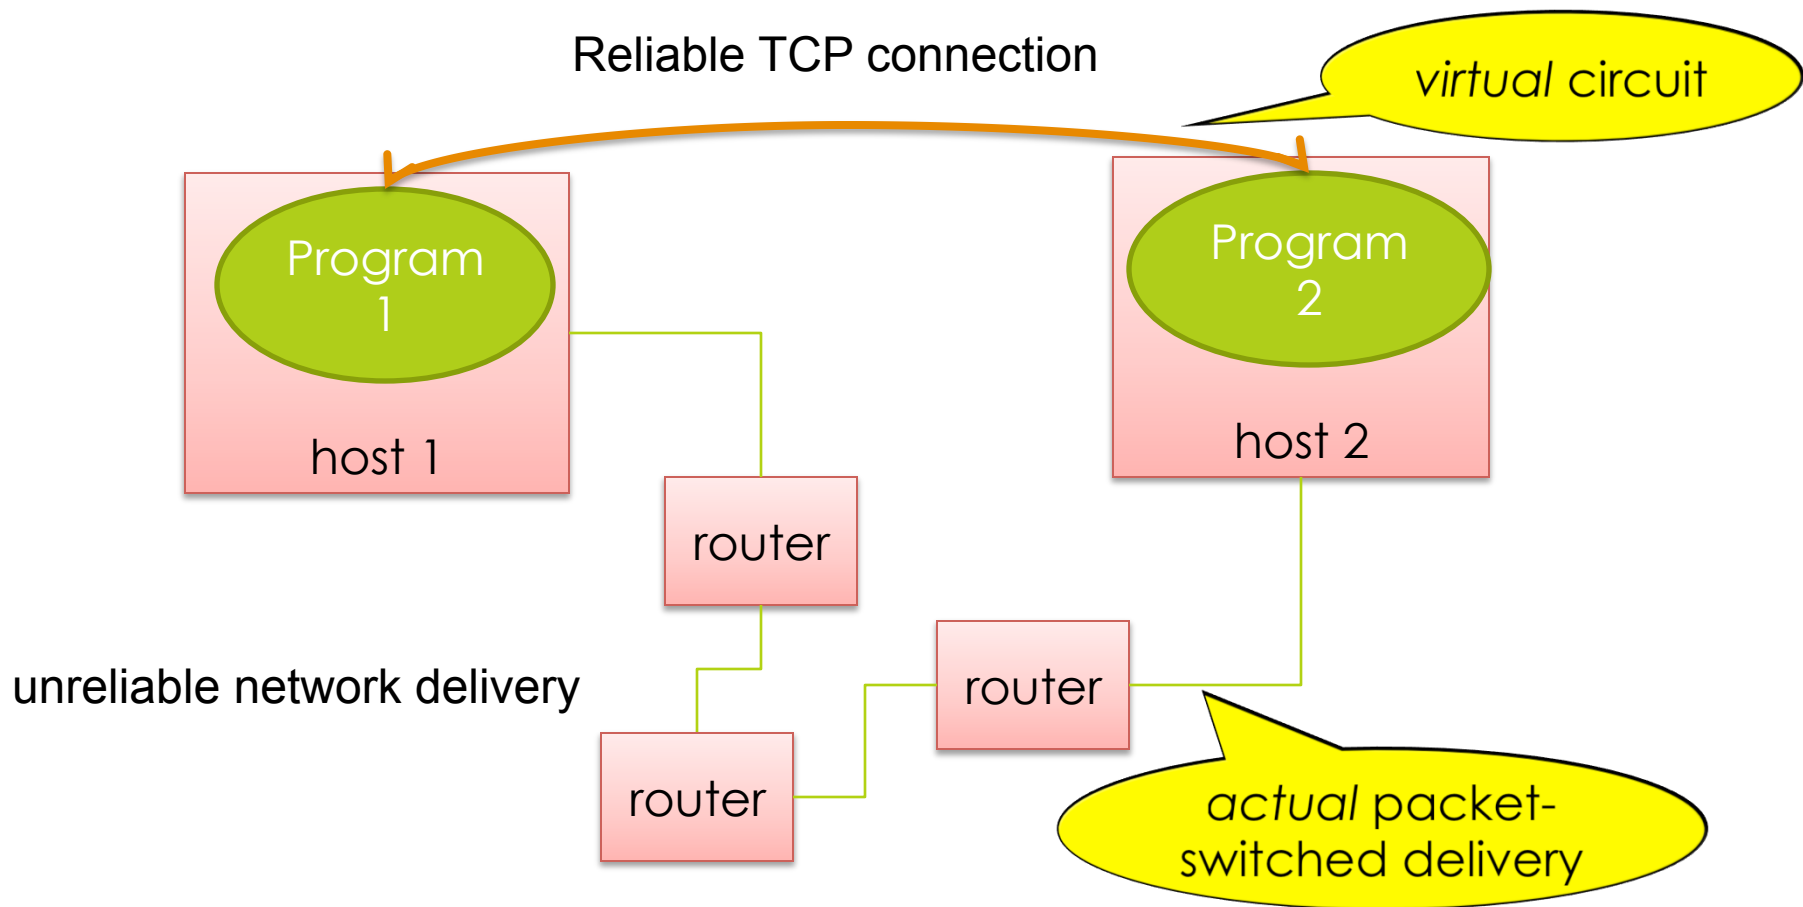 Reliable TCP connection
virtual circuit
Program
1
Program
2
host 1
host 2
router
unreliable network delivery
router
router
actual packet-
switched delivery